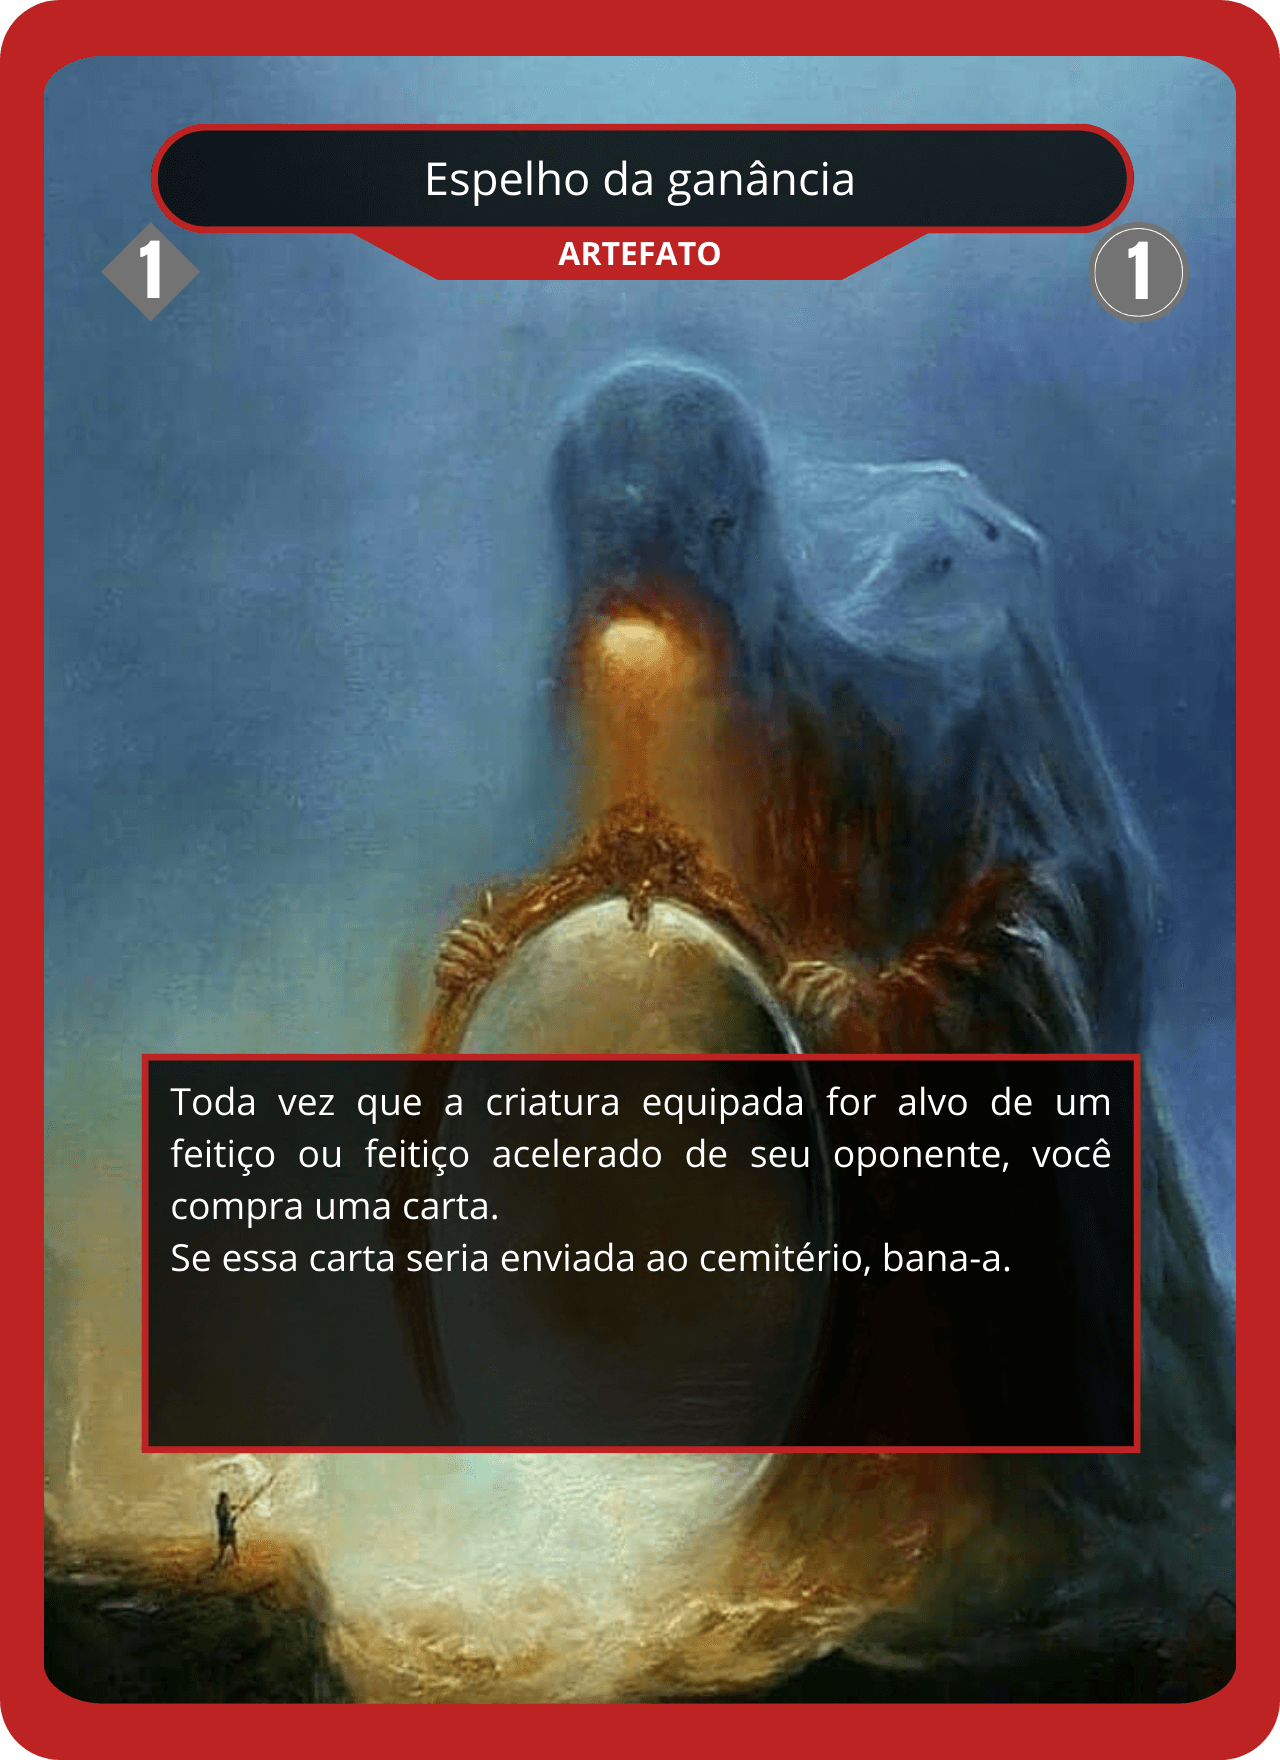 Espelho da ganância
ARTEFATO
1
1
Toda vez que a criatura equipada for alvo de um
feitiço ou feitiço acelerado de seu oponente, você
compra uma carta.
Se essa carta seria enviada ao cemitério, bana-a.